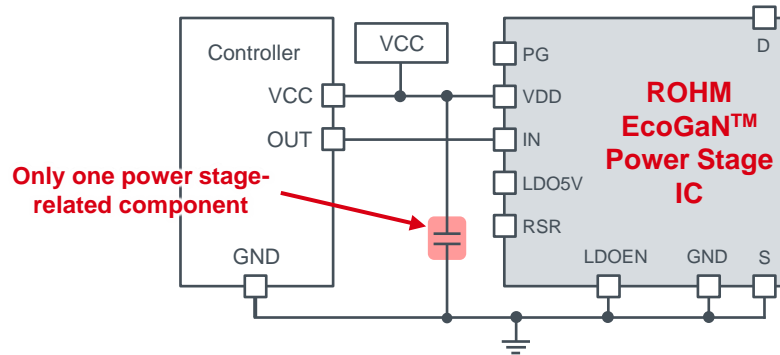 Controller
VCC
OUT
GND
VCC
Only one power stage-
related component
PG
VDD
IN
LDO5V
RSR
D
ROHM
EcoGaN™
Power Stage
IC
LDOEN
GND
S